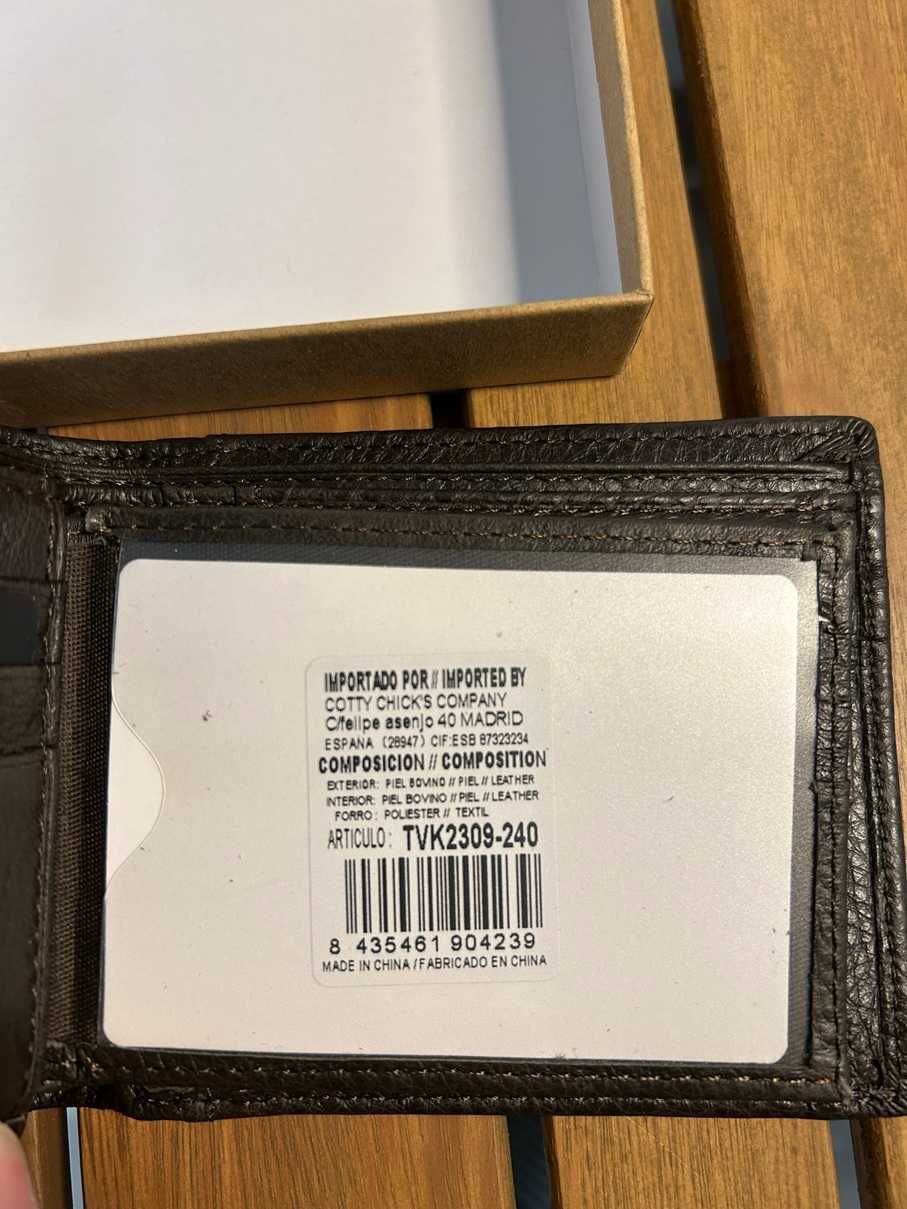 IMPORTADO POR // IMPORTED BY
COTTY CHICK'S COMPANY
C/felipe asenjo 40 MADRID
ESPANA (28947) CIF:ESB 87323234
COMPOSICION // COMPOSITION
EXTERIOR: PIEL BOVINO // PIEL // LEATHER
INTERIOR: PIEL BOVINO // PIEL // LEATHER
FORRO: POLIESTER // TEXTIL
ARTICULO: TVK2309-240
8 435461 904239
MADE IN CHINA / FABRICADO EN CHINA